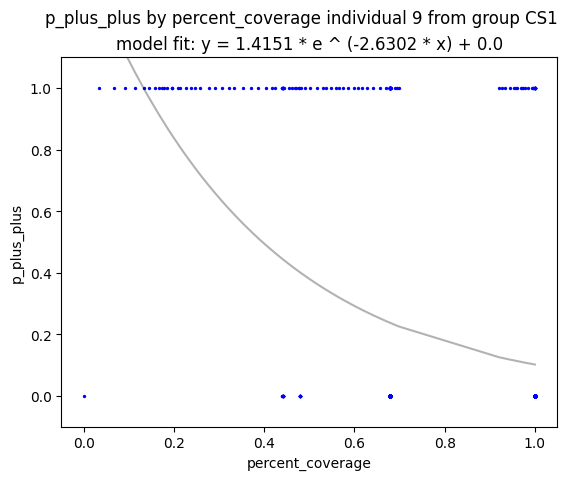 p_plus_plus by percent_coverage individual 9 from group CS1
model fit: y = 1.4151 * e ^ (-2.6302 * x) + 0.0
1.0
0.8
0.6
0.4
0.2
0.0
p_plus_plus
0.0 0.2 0.4 0.6 0.8 1.0
percent_coverage